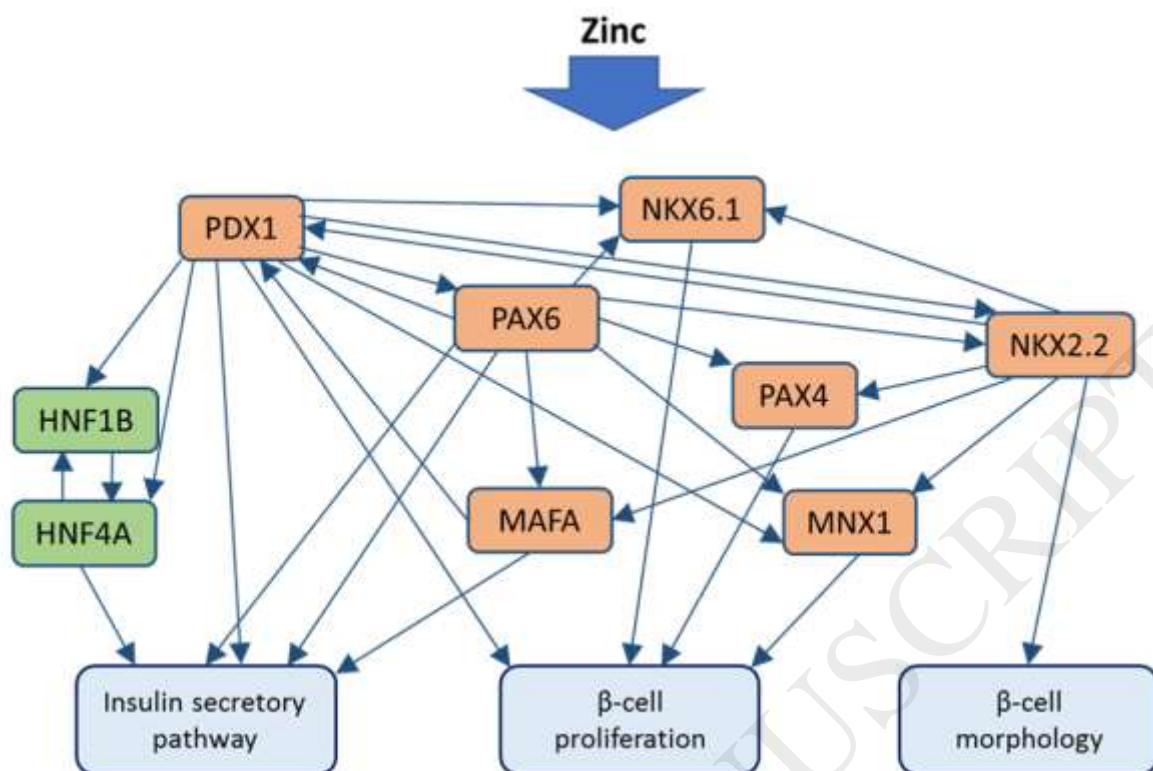 Zinc
NKX6.1
PDX1
PAX6
NKX2.2
PAX4
HNF1B
MAFA
MNX1
HNF4A
Insulin secretory
pathway
β-cell
proliferation
β-cell
morphology